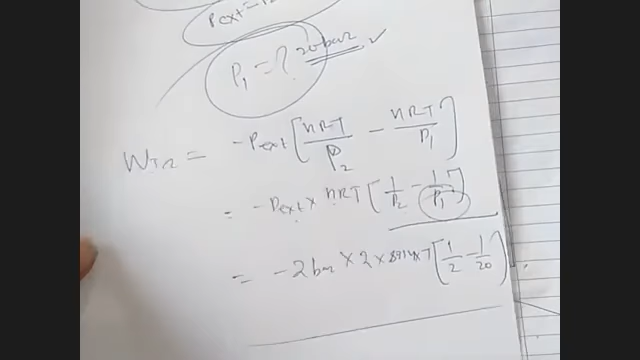 Pext =
P1 = ? 20 bar ✓
WIR = -Pext [nRT/P2 - nRT/P1]
= -Pext × nRT [1/P2 - 1/P1]
= -2 bar × 2 × 8.314 × T [1/2 - 1/20]